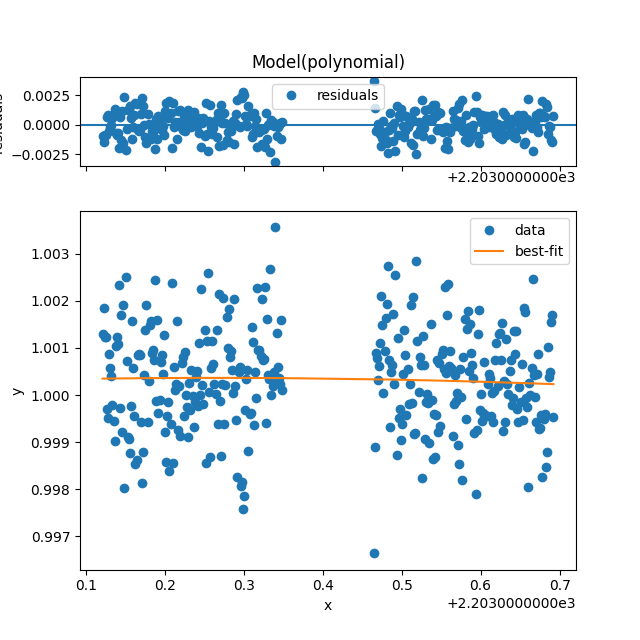 Model(polynomial)
residuals
0.0025
0.0000
−0.0025
+2.2030000000e3
data
best-fit
1.003
1.002
1.001
1.000
0.999
0.998
0.997
y
0.1 0.2 0.3 0.4 0.5 0.6 0.7
x +2.2030000000e3